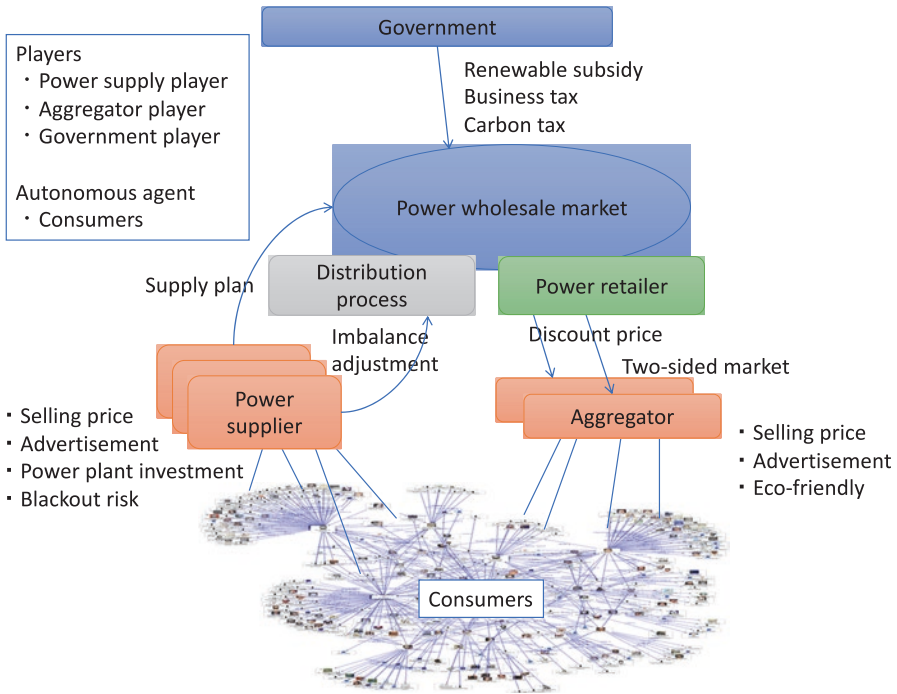 Government
Players
・Power supply player
・Aggregator player
・Government player
Autonomous agent
・Consumers
Renewable subsidy
Business tax
Carbon tax
Power wholesale market
Supply plan
Distribution
process
Power retailer
Imbalance
adjustment
Discount price
Two-sided market
Power
supplier
Aggregator
・Selling price
・Advertisement
・Power plant investment
・Blackout risk
・Selling price
・Advertisement
・Eco-friendly
Consumers